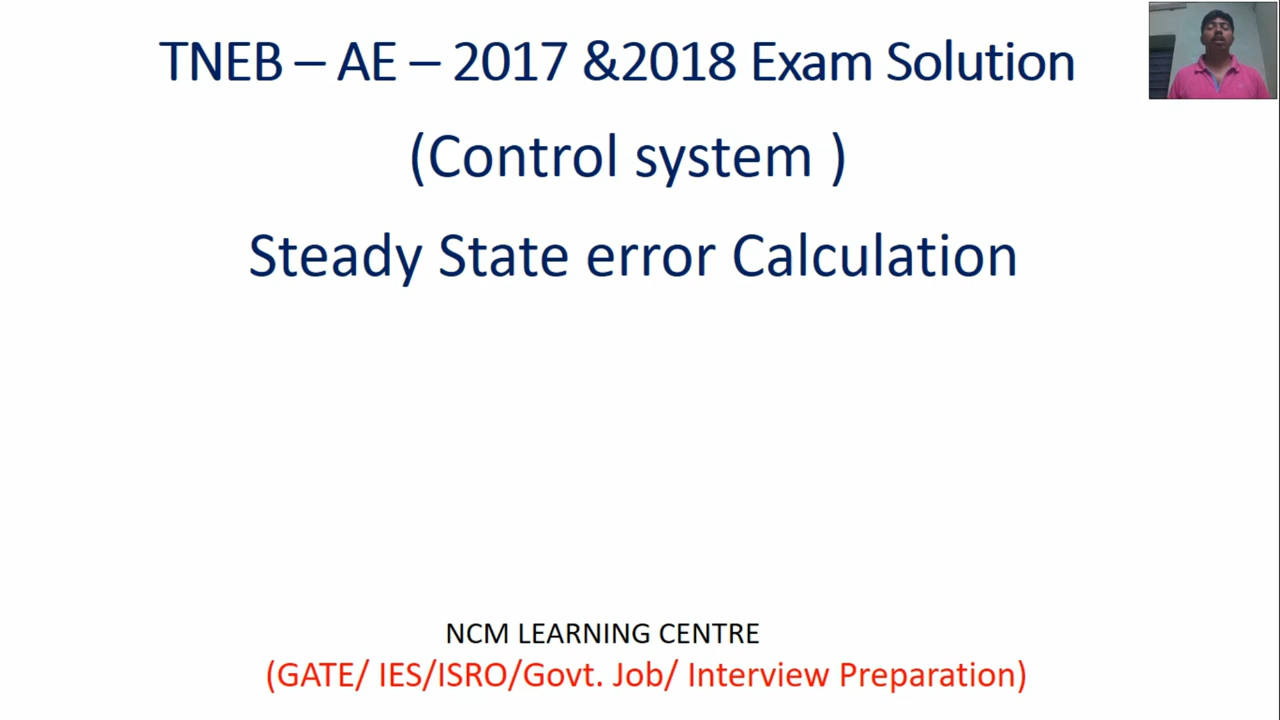 TNEB – AE – 2017 &2018 Exam Solution
(Control system )
Steady State error Calculation
NCM LEARNING CENTRE
(GATE/ IES/ISRO/Govt. Job/ Interview Preparation)